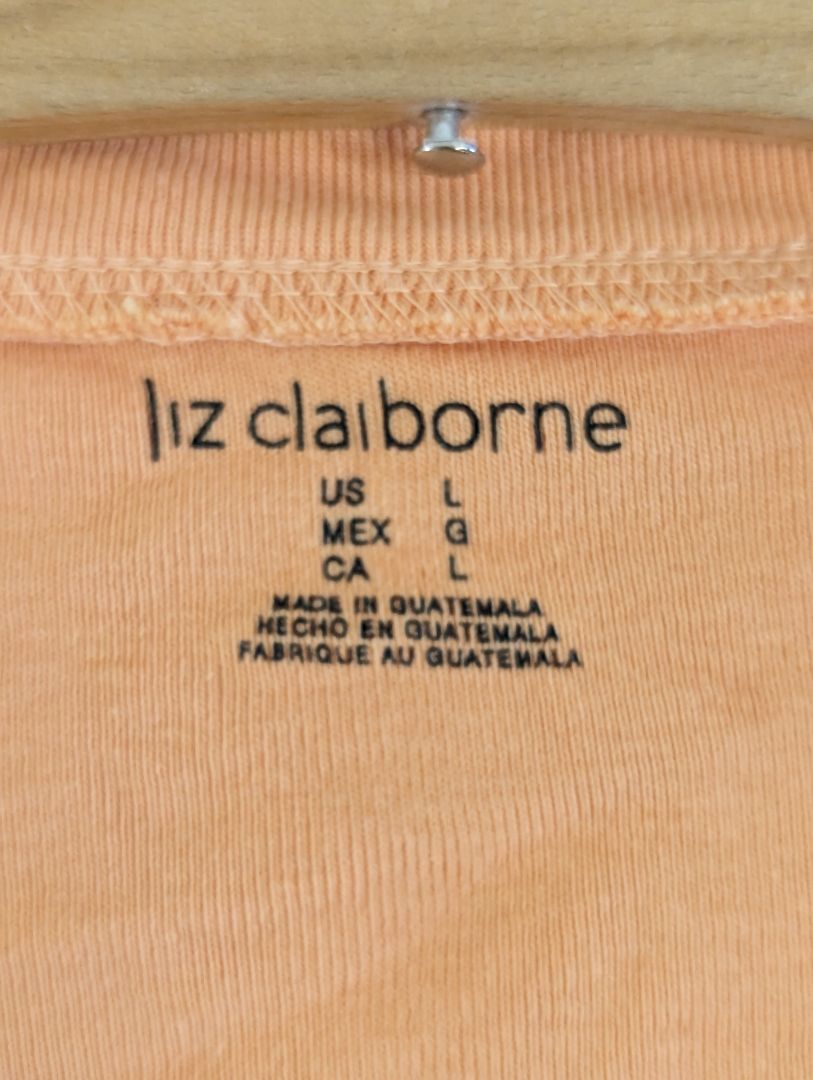 liz claiborne
US L
MEX G
CA L
MADE IN GUATEMALA
HECHO EN GUATEMALA
FABRIQUE AU GUATEMALA